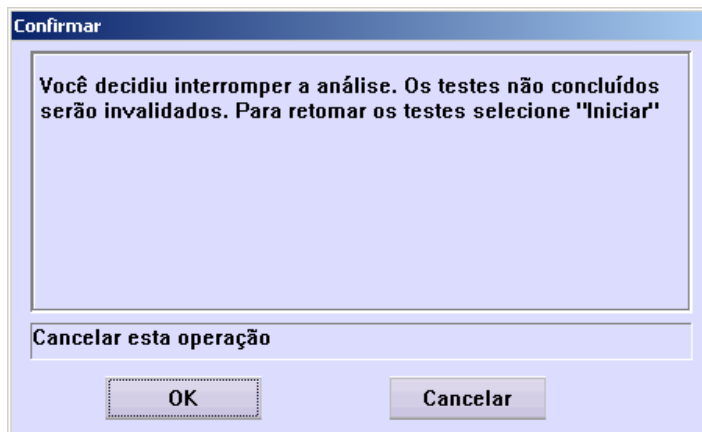 Confirmar
Você decidiu interromper a análise. Os testes não concluídos
serão invalidados. Para retomar os testes selecione "Iniciar"
Cancelar esta operação
OK
Cancelar